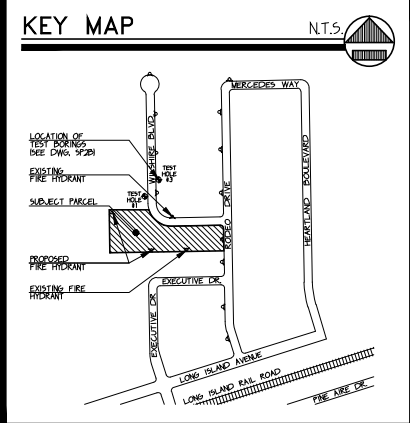 KEY MAP
N.T.S.
MERCEDES WAY
LOCATION OF
TEST BORINGS
(SEE DWG. SP2B)
WILSHIRE BLVD
TEST
HOLE
#3
EXISTING
FIRE HYDRANT
TEST
HOLE
#1
SUBJECT PARCEL
RODEO DRIVE
HEARTLAND BOULEVARD
PROPOSED
FIRE HYDRANT
EXISTING FIRE
HYDRANT
EXECUTIVE DR.
EXECUTIVE DR
LONG ISLAND AVENUE
LONG ISLAND RAIL ROAD
PINE AIRE DR.